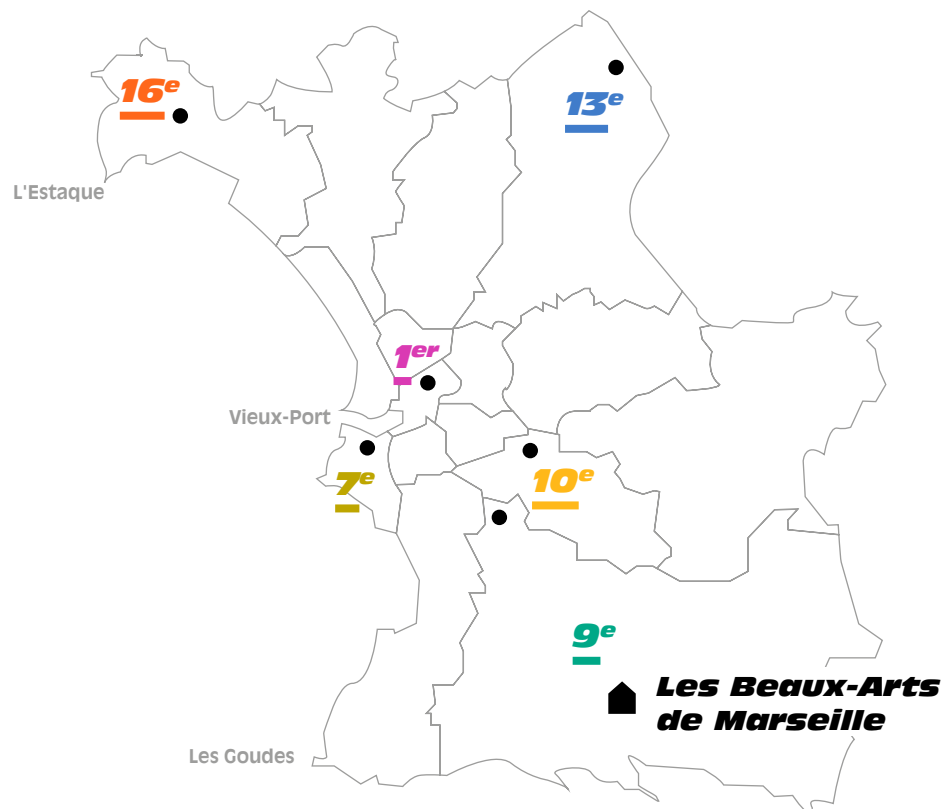 16e
13e
L'Estaque
1er
Vieux-Port
7e
10e
9e
Les Beaux-Arts
de Marseille
Les Goudes